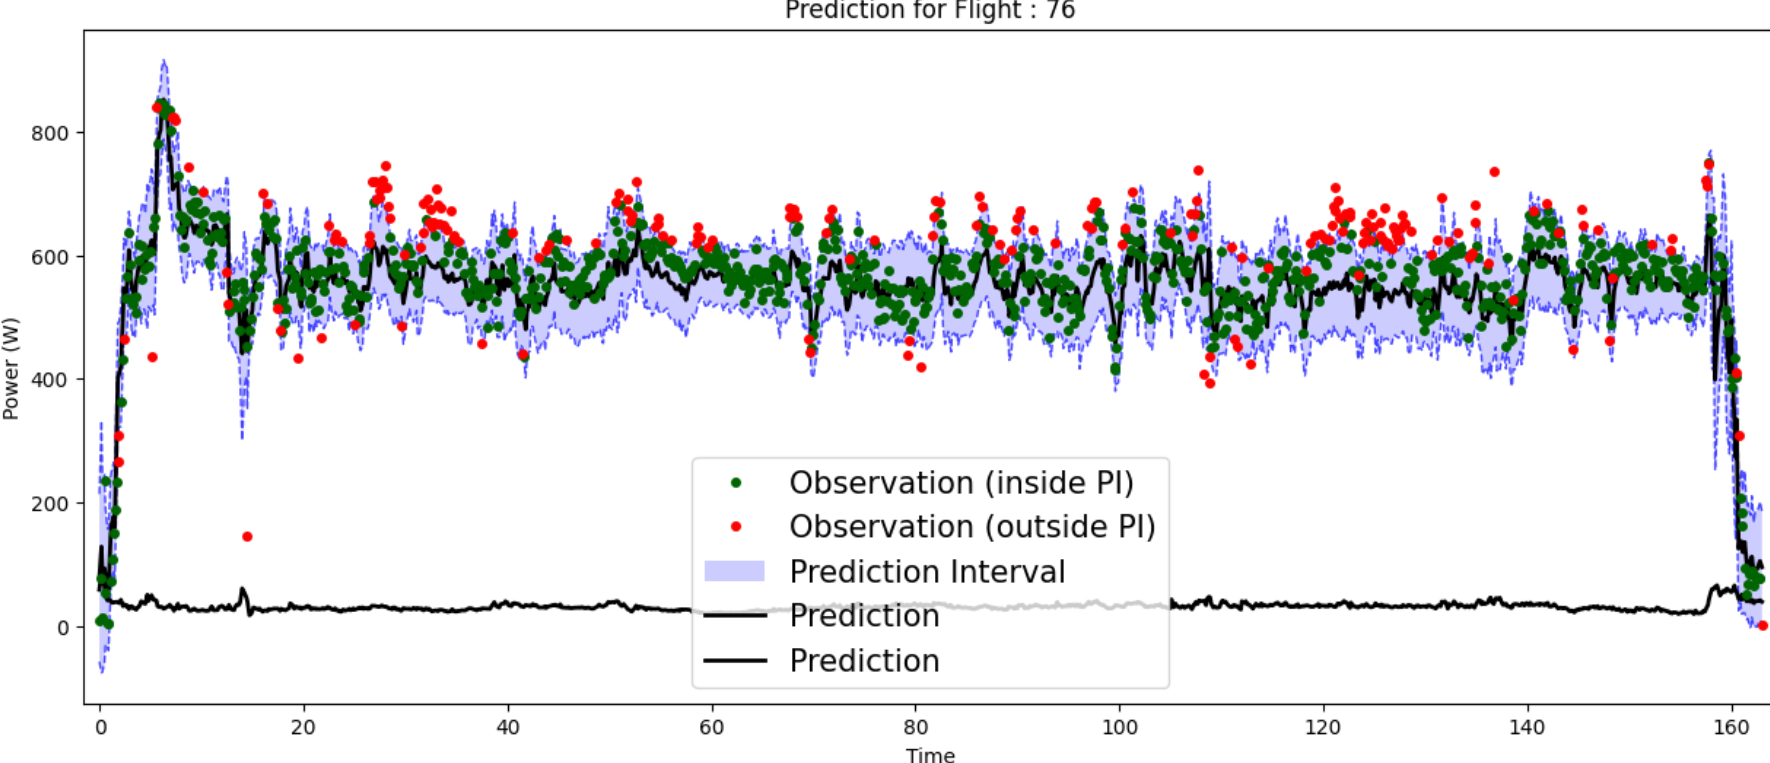 Prediction for Flight : 76
Power (W)
800
600
400
200
0
Observation (inside PI)
Observation (outside PI)
Prediction Interval
Prediction
Prediction
0 20 40 60 80 100 120 140 160
Time